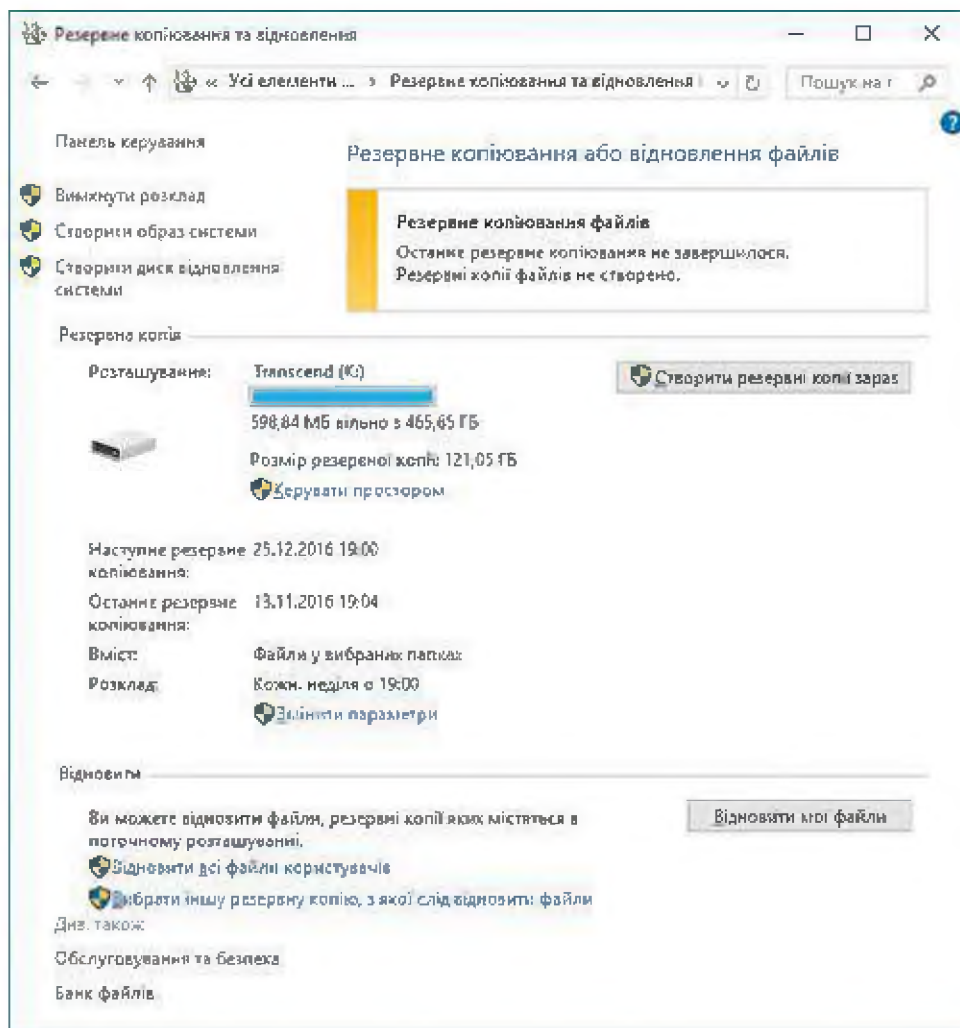 Резервне копіювання та відновлення
« Усі елементи ... › Резервне копіювання та відновлення
Пошук на п
Панель керування
Вимкнути розклад
Створити образ системи
Створити диск відновлення
системи
Резервне копіювання або відновлення файлів
Резервне копіювання файлів
Останнє резервне копіювання не завершилося.
Резервні копії файлів не створено.
Резервна копія
Розташування: Transcend (K:)
Створити резервні копії зараз
598,84 МБ вільно з 465,65 ГБ
Розмір резервної копії: 121,05 ГБ
Керувати простором
Наступне резервне 25.12.2016 19:00
копіювання:
Останнє резервне 13.11.2016 19:04
копіювання:
Вміст: Файли у вибраних папках
Розклад: Кожн. неділя о 19:00
Змінити параметри
Відновити
Ви можете відновити файли, резервні копії яких містяться в
поточному розташуванні.
Відновити мої файли
Відновити всі файли користувачів
Вибрати іншу резервну копію, з якої слід відновити файли
Див. також
Обслуговування та безпека
Банк файлів